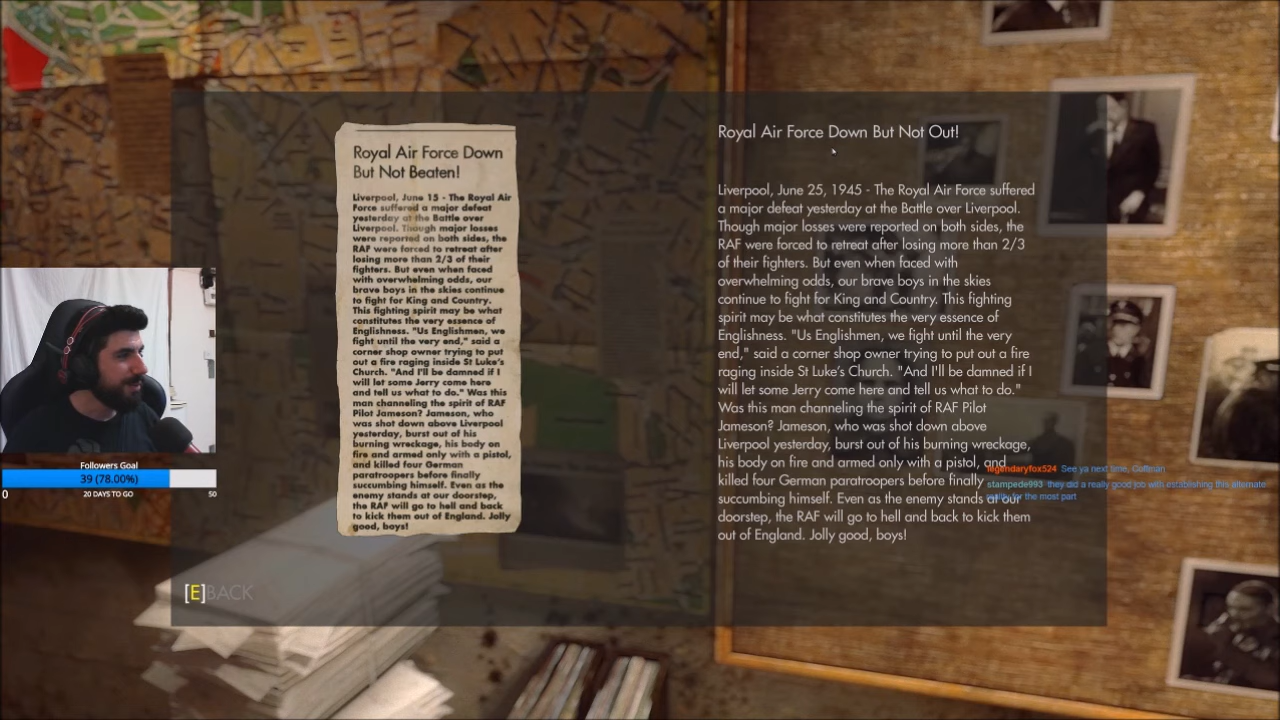 Royal Air Force Down
But Not Beaten!
Liverpool, June 15 - The Royal Air
Force suffered a major defeat
yesterday at the Battle over
Liverpool. Though major losses
were reported on both sides, the
RAF were forced to retreat after
losing more than 2/3 of their
fighters. But even when faced
with overwhelming odds, our
brave boys in the skies continue
to fight for King and Country.
This fighting spirit may be what
constitutes the very essence of
Englishness. "Us Englishmen, we
fight until the very end," said a
corner shop owner trying to put
out a fire raging inside St Luke's
Church. "And I'll be damned if I
will let some Jerry come here
and tell us what to do." Was this
man channeling the spirit of RAF
Pilot Jameson? Jameson, who
was shot down above Liverpool
yesterday, burst out of his
burning wreckage, his body on
fire and armed only with a pistol,
and killed four German
paratroopers before finally
succumbing himself. Even as the
enemy stands at our doorstep,
the RAF will go to hell and back
to kick them out of England. Jolly
good, boys!
Royal Air Force Down But Not Out!
Liverpool, June 25, 1945 - The Royal Air Force suffered
a major defeat yesterday at the Battle over Liverpool.
Though major losses were reported on both sides, the
RAF were forced to retreat after losing more than 2/3
of their fighters. But even when faced with
overwhelming odds, our brave boys in the skies
continue to fight for King and Country. This fighting
spirit may be what constitutes the very essence of
Englishness. "Us Englishmen, we fight until the very
end," said a corner shop owner trying to put out a fire
raging inside St Luke's Church. "And I'll be damned if I
will let some Jerry come here and tell us what to do."
Was this man channeling the spirit of RAF Pilot
Jameson? Jameson, who was shot down above
Liverpool yesterday, burst out of his burning wreckage,
his body on fire and armed only with a pistol, and
killed four German paratroopers before finally
succumbing himself. Even as the enemy stands at our
doorstep, the RAF will go to hell and back to kick them
out of England. Jolly good, boys!
legendaryfox524 See ya next time, Coffman
stampede993 they did a really good job with establishing this alternate
reality for the most part
Followers Goal
39 (78.00%)
0 20 DAYS TO GO 50
[E]BACK